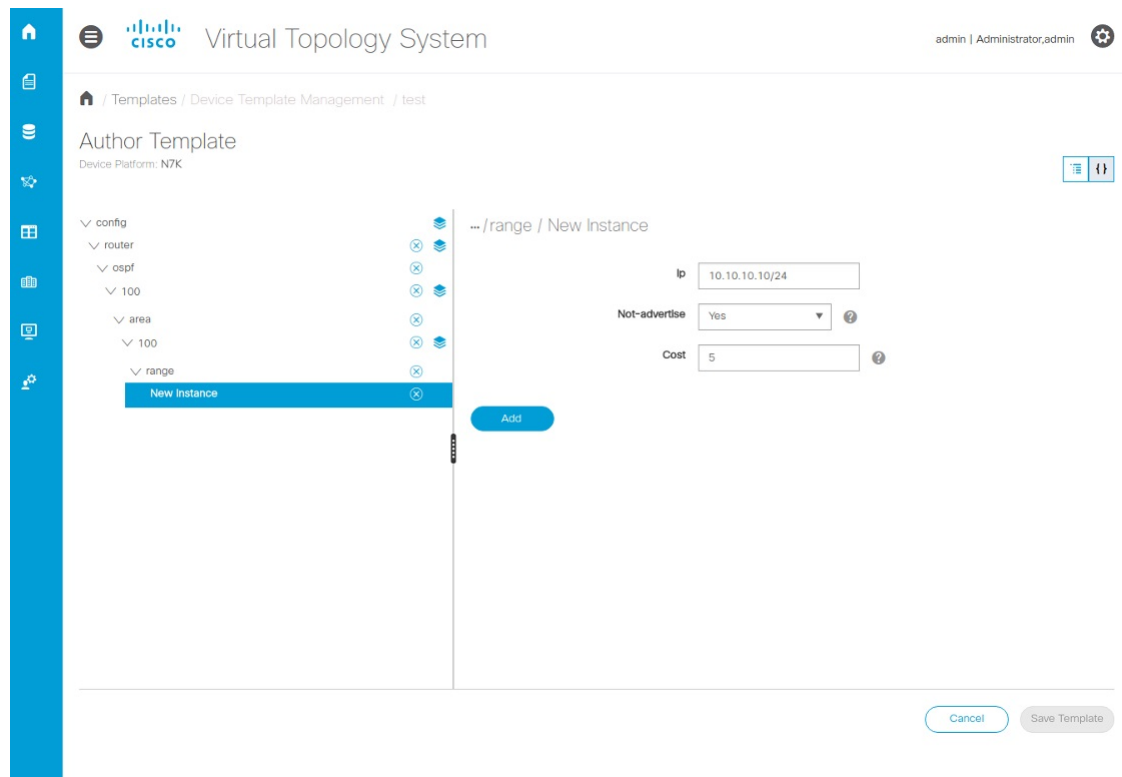 CISCO Virtual Topology System
admin | Administrator,admin
/ Templates / Device Template Management / test
Author Template
Device Platform: N7K
{}
config
router
ospf
100
area
100
range
New Instance
... /range / New Instance
Ip 10.10.10.10/24
Not-advertise Yes ?
Cost 5 ?
Add
Cancel Save Template